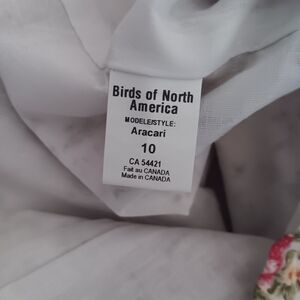 Birds of North
America
MODELE/STYLE:
Aracari
10
CA 54421
Fait au CANADA
Made in CANADA